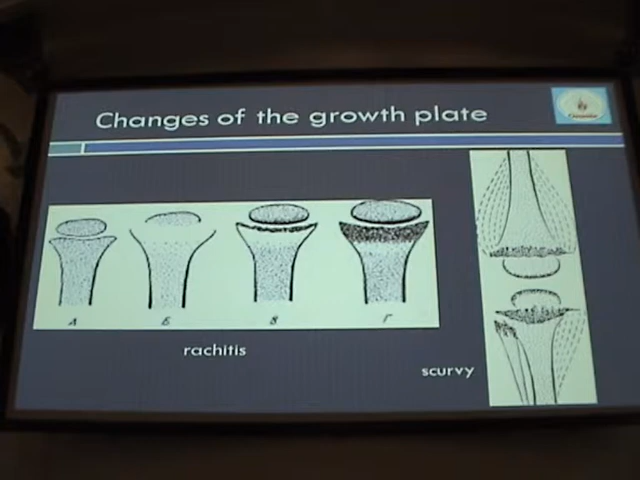 Changes of the growth plate
А Б В Г
rachitis
scurvy